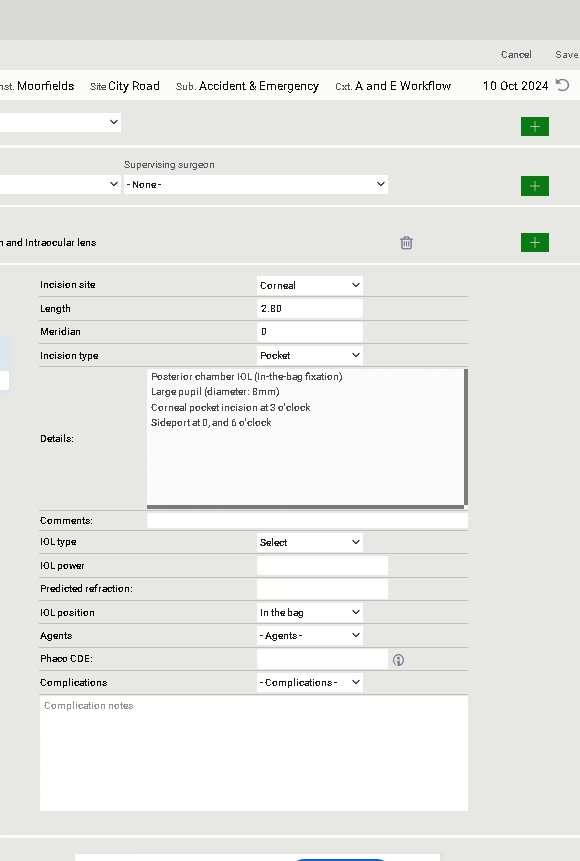 Cancel Save
nst. Moorfields Site City Road Sub. Accident & Emergency Cxt. A and E Workflow 10 Oct 2024
Supervising surgeon
- None -
n and Intraocular lens
Incision site Corneal
Length 2.80
Meridian 0
Incision type Pocket
Posterior chamber IOL (In-the-bag fixation)
Large pupil (diameter: 8mm)
Corneal pocket incision at 3 o'clock
Sideport at 0, and 6 o'clock
Details:
Comments:
IOL type Select
IOL power
Predicted refraction:
IOL position In the bag
Agents - Agents -
Phaco CDE:
Complications - Complications -
Complication notes